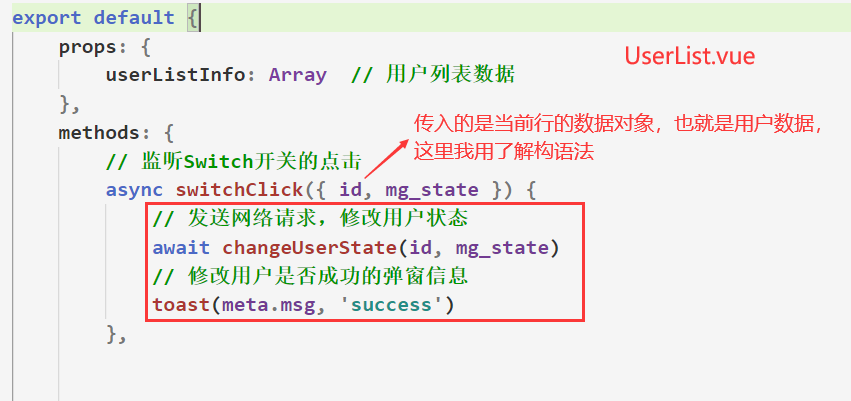 export default {
props: {
UserList.vue
userListInfo: Array // 用户列表数据
},
传入的是当前行的数据对象，也就是用户数据，
methods: {
这里我用了解构语法
// 监听Switch开关的点击
async switchClick({ id, mg_state }) {
// 发送网络请求，修改用户状态
await changeUserState(id, mg_state)
// 修改用户是否成功的弹窗信息
toast(meta.msg, 'success')
},